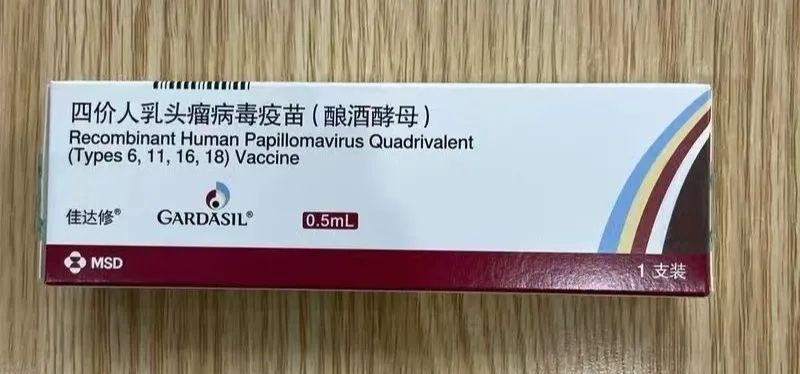 四价人乳头瘤病毒疫苗（酿酒酵母）
Recombinant Human Papillomavirus Quadrivalent
(Types 6, 11, 16, 18) Vaccine
佳达修® GARDASIL® 0.5mL
MSD 1 支装